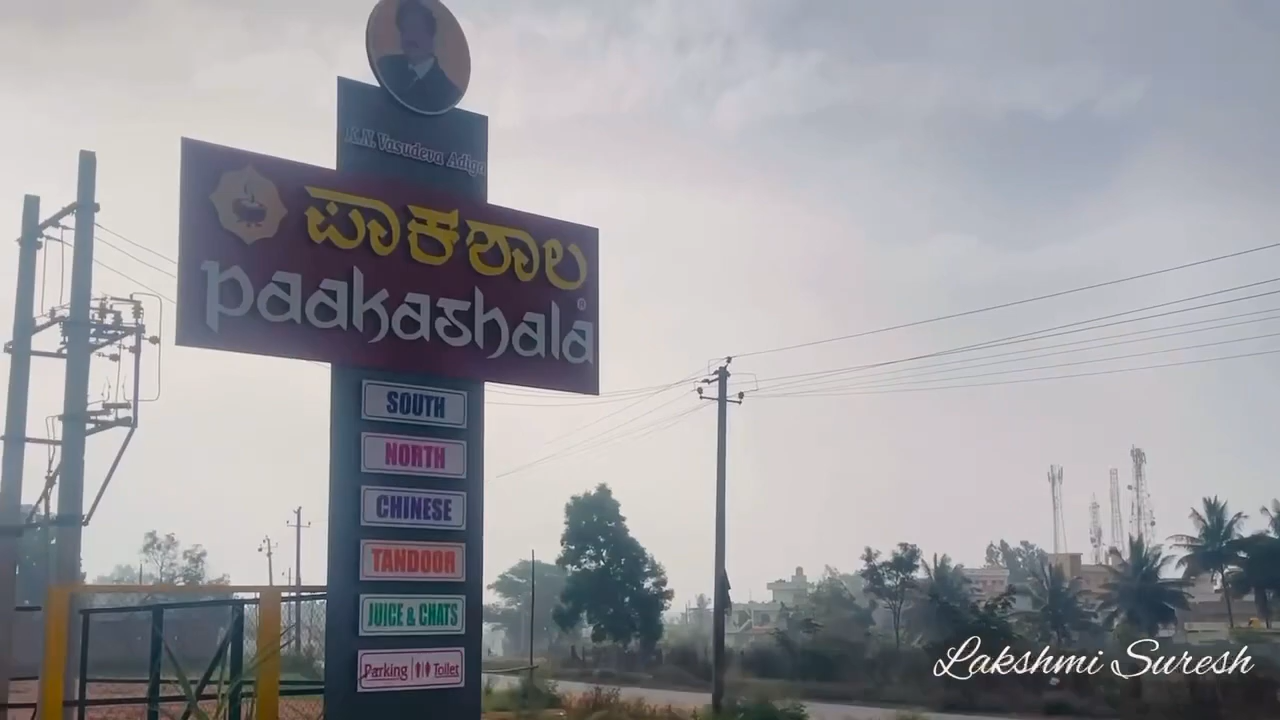 K.N. Vasudeva Adiga
ಪಾಕಶಾಲ
paakashala®
SOUTH
NORTH
CHINESE
TANDOOR
JUICE & CHATS
Parking Toilet
Lakshmi Suresh